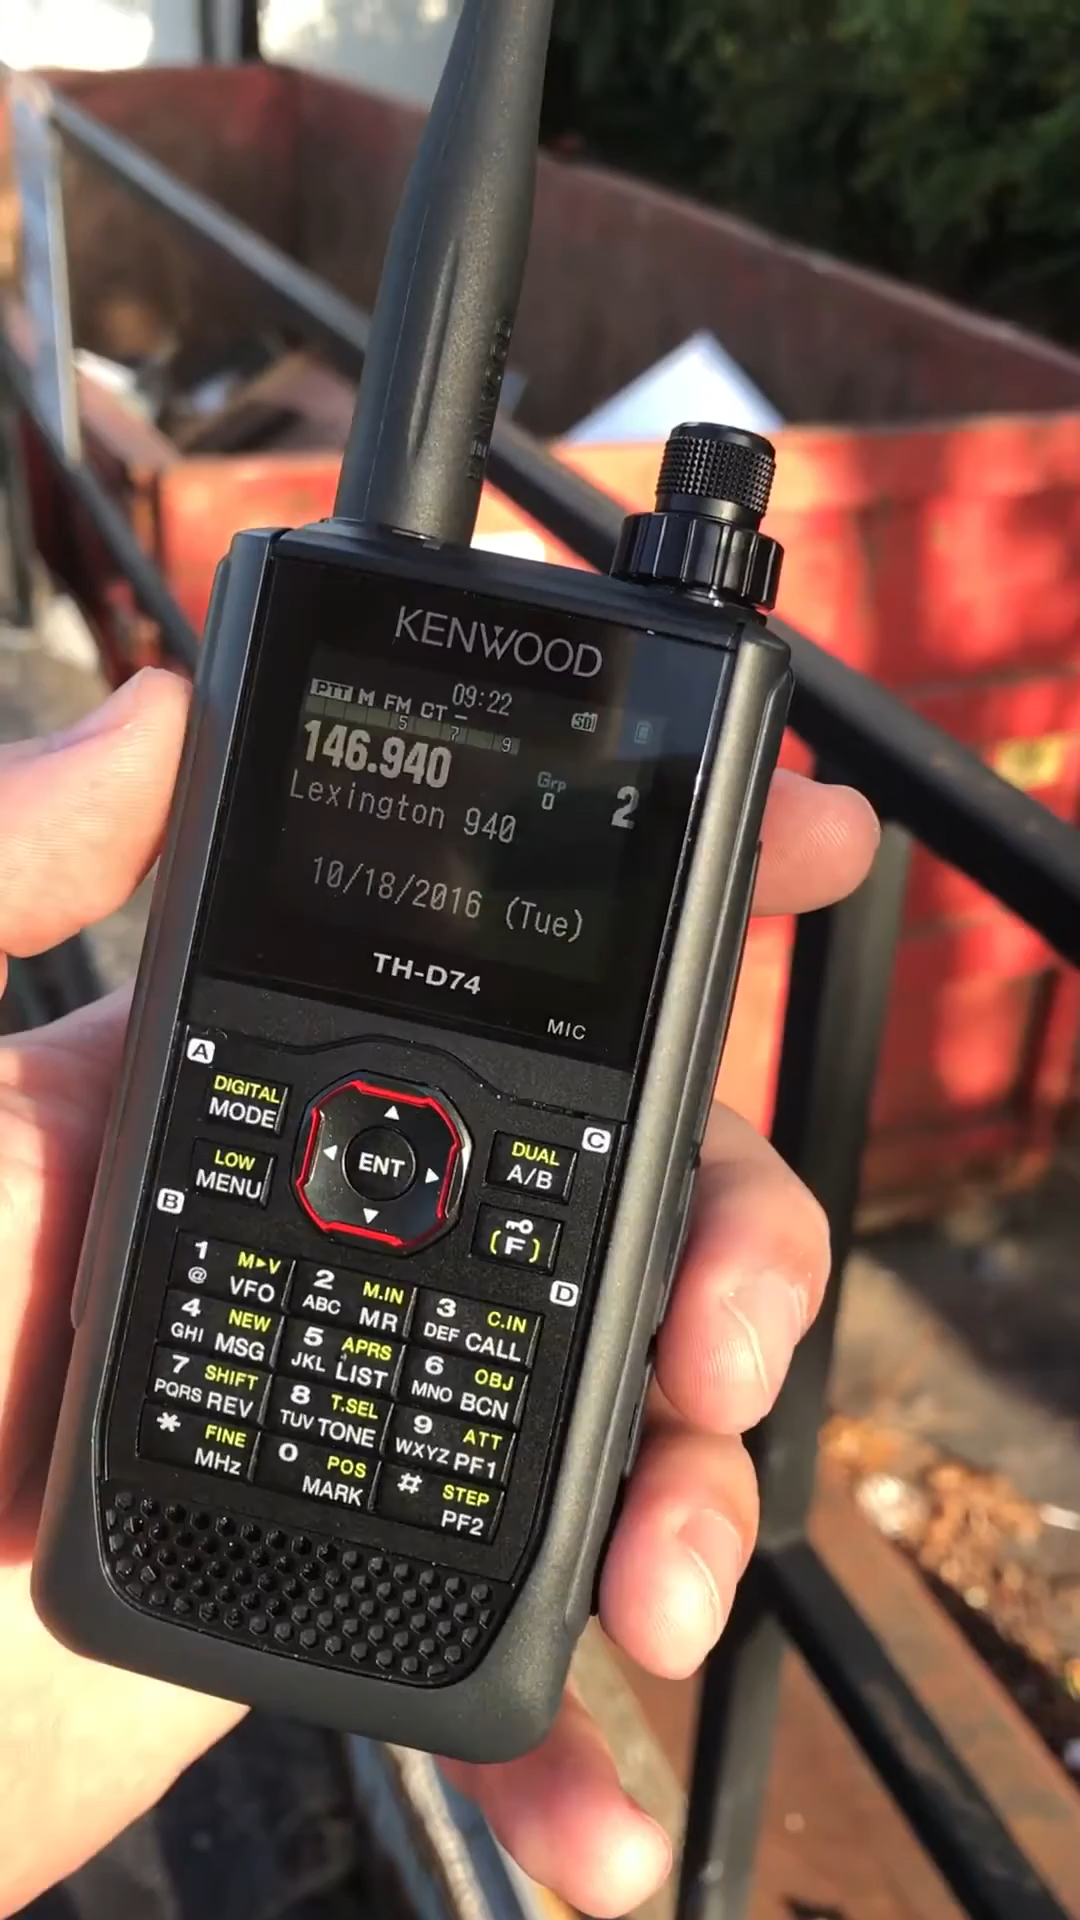 KENWOOD
KENWOOD
09:22
PTT M FM CT
SD
5 7 9
146.940
Grp
0
2
Lexington 940
10/18/2016 (Tue)
TH-D74
MIC
A
DIGITAL
MODE
LOW
MENU
B
ENT
C
DUAL
A/B
(F)
D
1 M▶V
@ VFO
2 M.IN
ABC MR
3 C.IN
DEF CALL
4 NEW
GHI MSG
5 APRS
JKL LIST
6 OBJ
MNO BCN
7 SHIFT
PQRS REV
8 T.SEL
TUV TONE
9 ATT
WXYZ PF1
* FINE
MHz
0 POS
MARK
# STEP
PF2